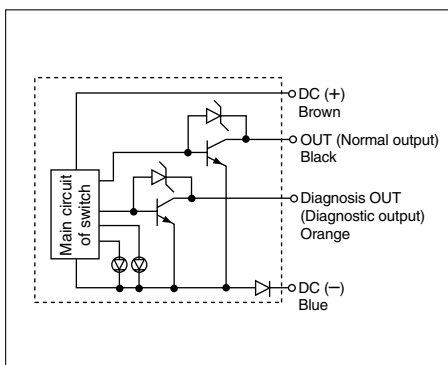 DC (+)
Brown
OUT (Normal output)
Black
Main circuit
of switch
Diagnosis OUT
(Diagnostic output)
Orange
DC (−)
Blue